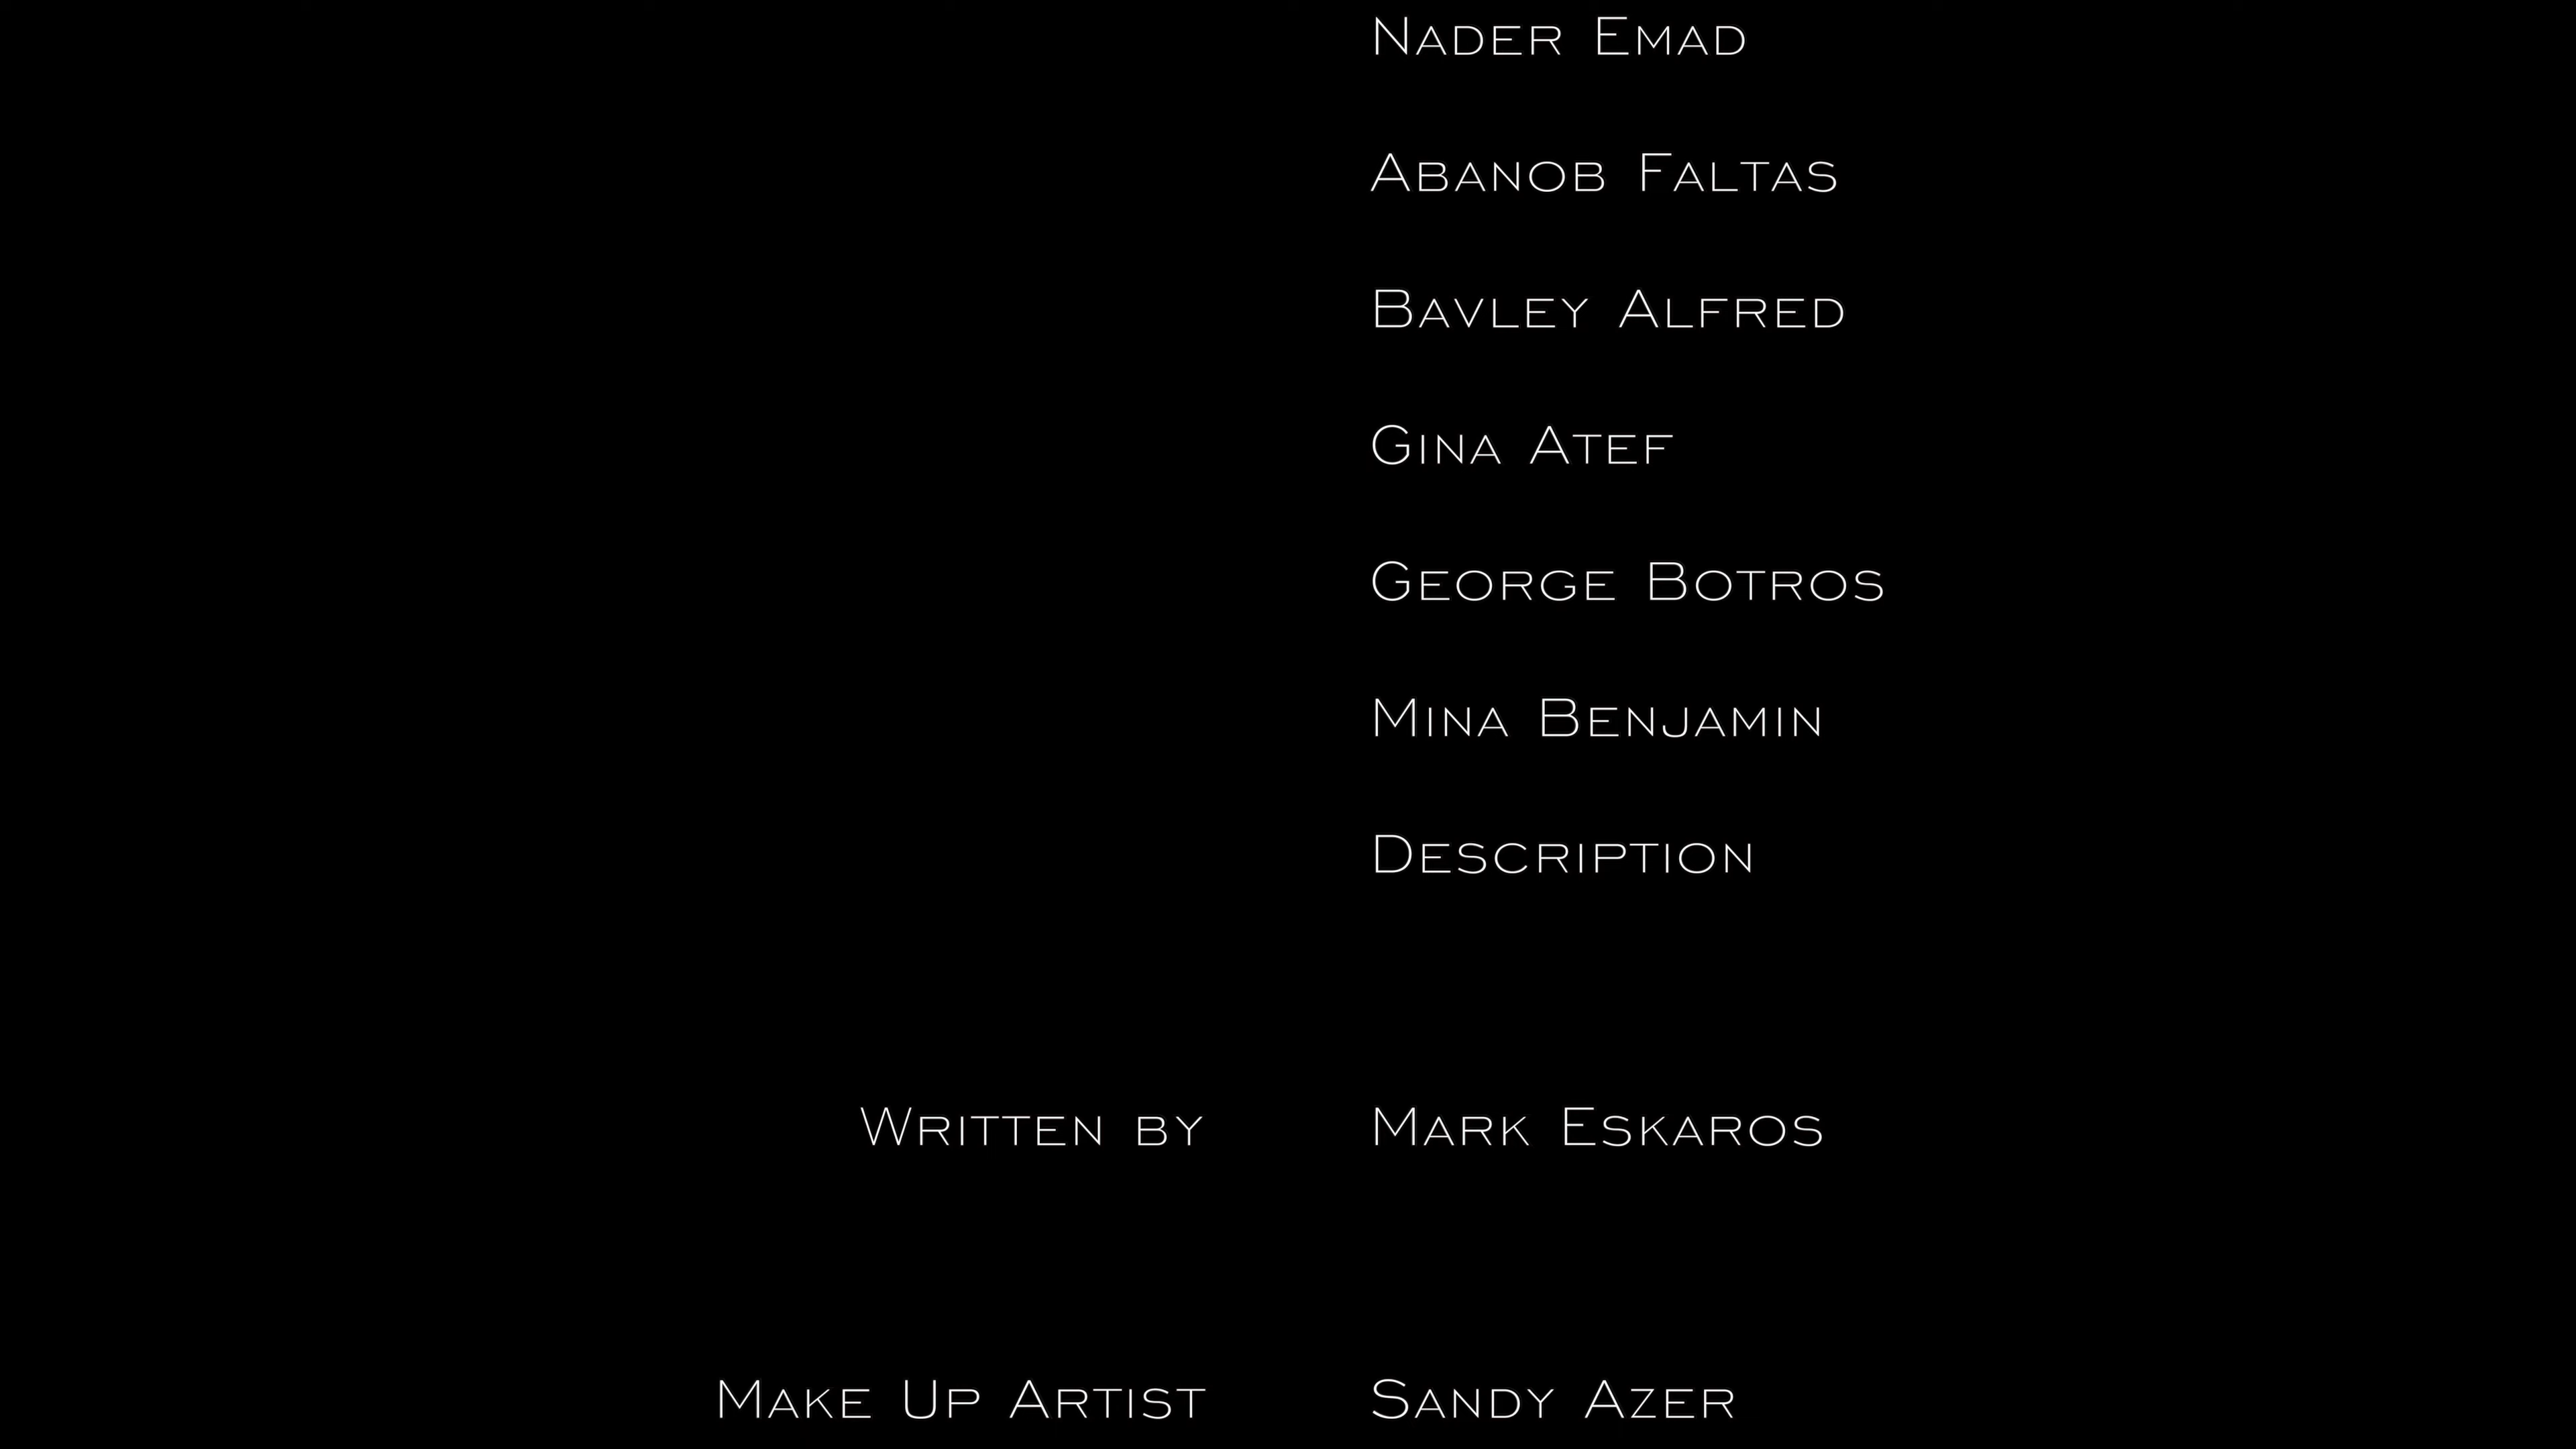 Nader Emad
Abanob Faltas
Bavley Alfred
Gina Atef
George Botros
Mina Benjamin
Description
Written by Mark Eskaros
Make Up Artist Sandy Azer